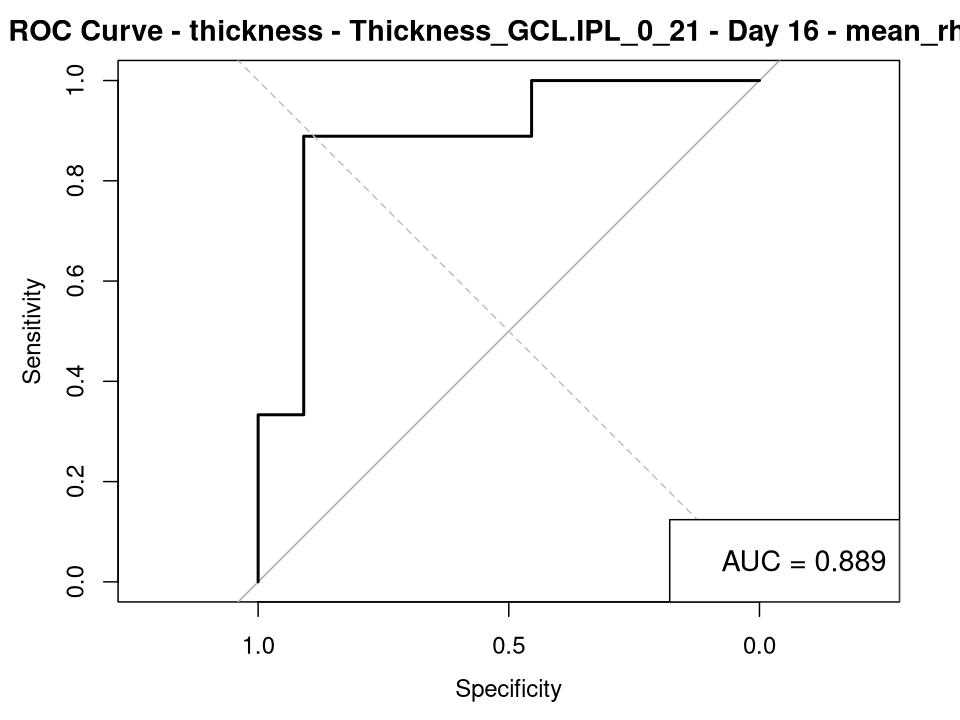 ROC Curve - thickness - Thickness_GCL.IPL_0_21 - Day 16 - mean_rh
1.0
0.8
0.6
0.4
0.2
0.0
Sensitivity
AUC = 0.889
1.0 0.5 0.0
Specificity